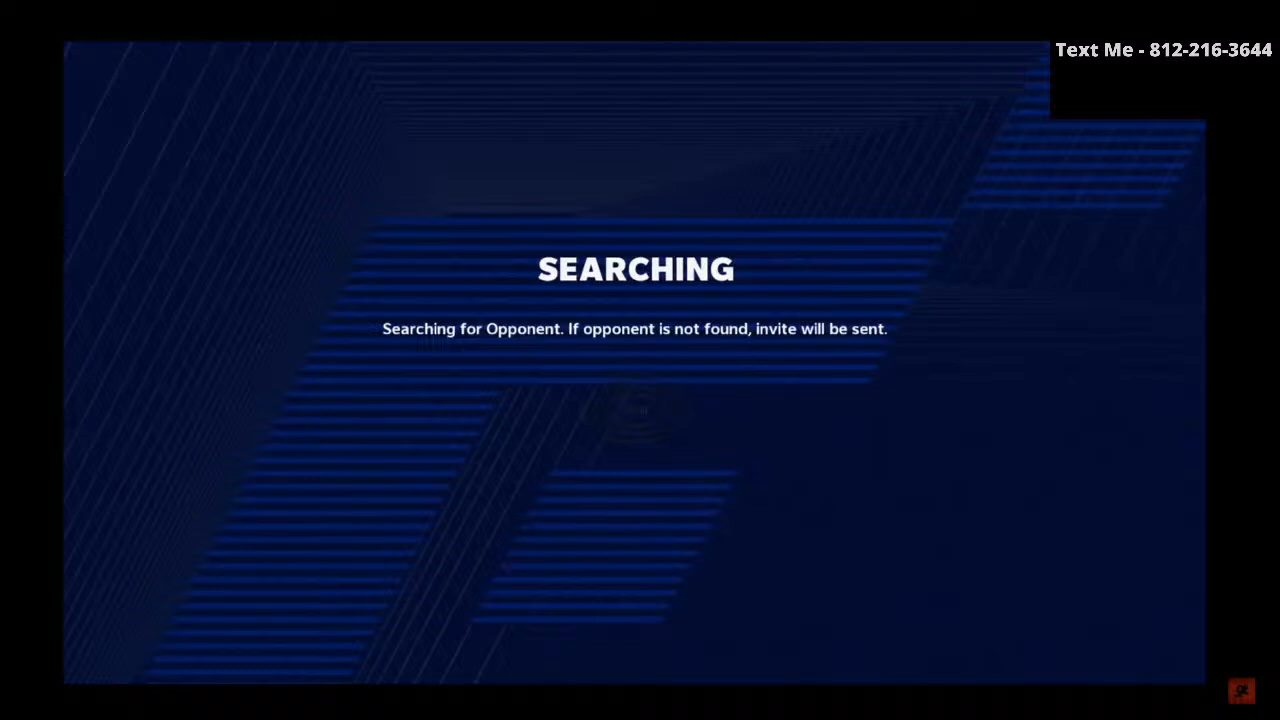 Text Me - 812-216-3644
SEARCHING
Searching for Opponent. If opponent is not found, invite will be sent.